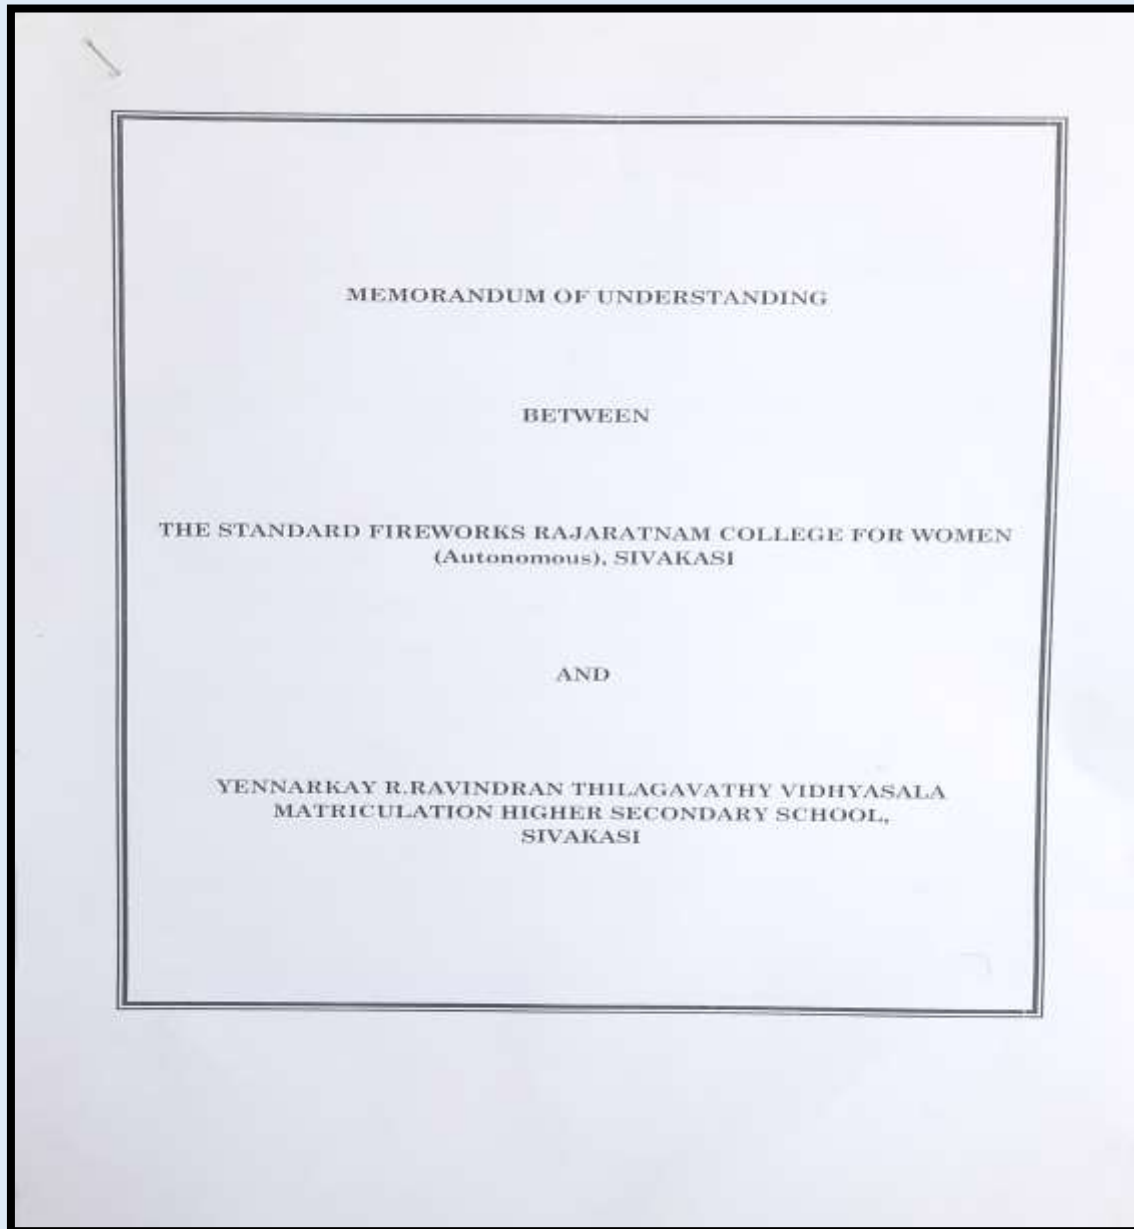 MEMORANDUM OF UNDERSTANDING
BETWEEN
THE STANDARD FIREWORKS RAJARATNAM COLLEGE FOR WOMEN
(Autonomous), SIVAKASI
AND
YENNARKAY R.RAVINDRAN THILAGAVATHY VIDHYASALA
MATRICULATION HIGHER SECONDARY SCHOOL,
SIVAKASI